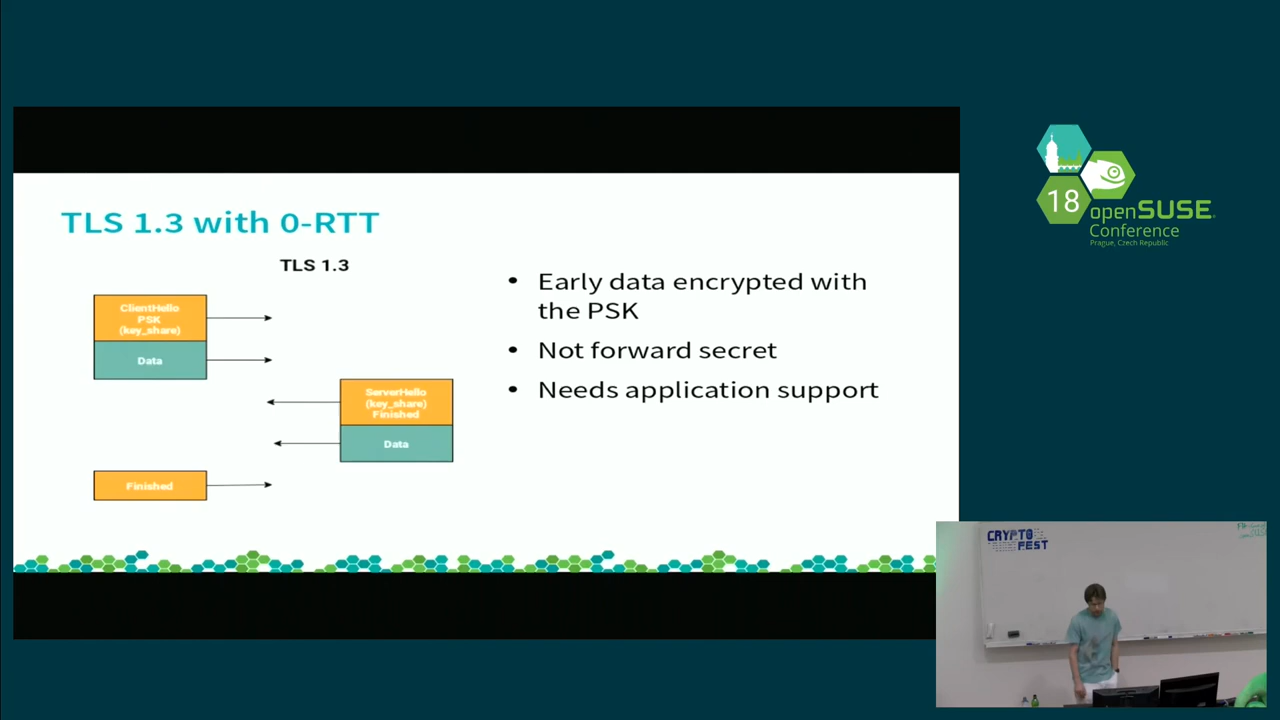 TLS 1.3 with 0-RTT
TLS 1.3
ClientHello
PSK
(key_share)
Data
ServerHello
(key_share)
Finished
Data
Finished
• Early data encrypted with
the PSK
• Not forward secret
• Needs application support
18
openSUSE
Conference
Prague, Czech Republic
CRYPTO
FEST